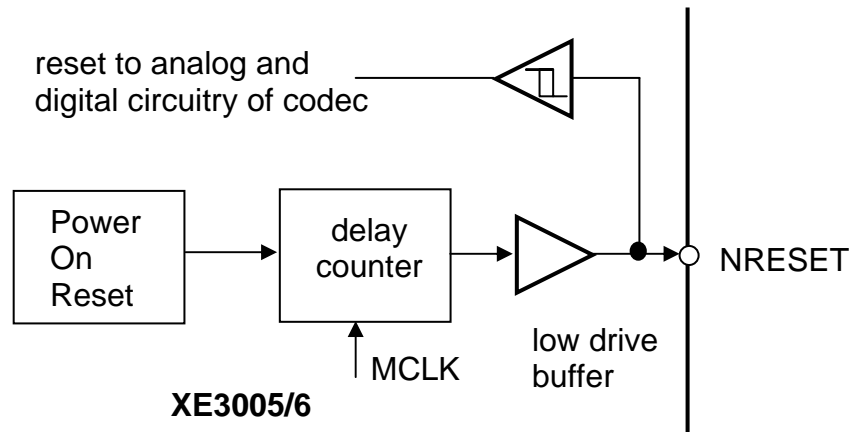 reset to analog and
digital circuitry of codec
Power
On
Reset
delay
counter
NRESET
low drive
buffer
MCLK
XE3005/6